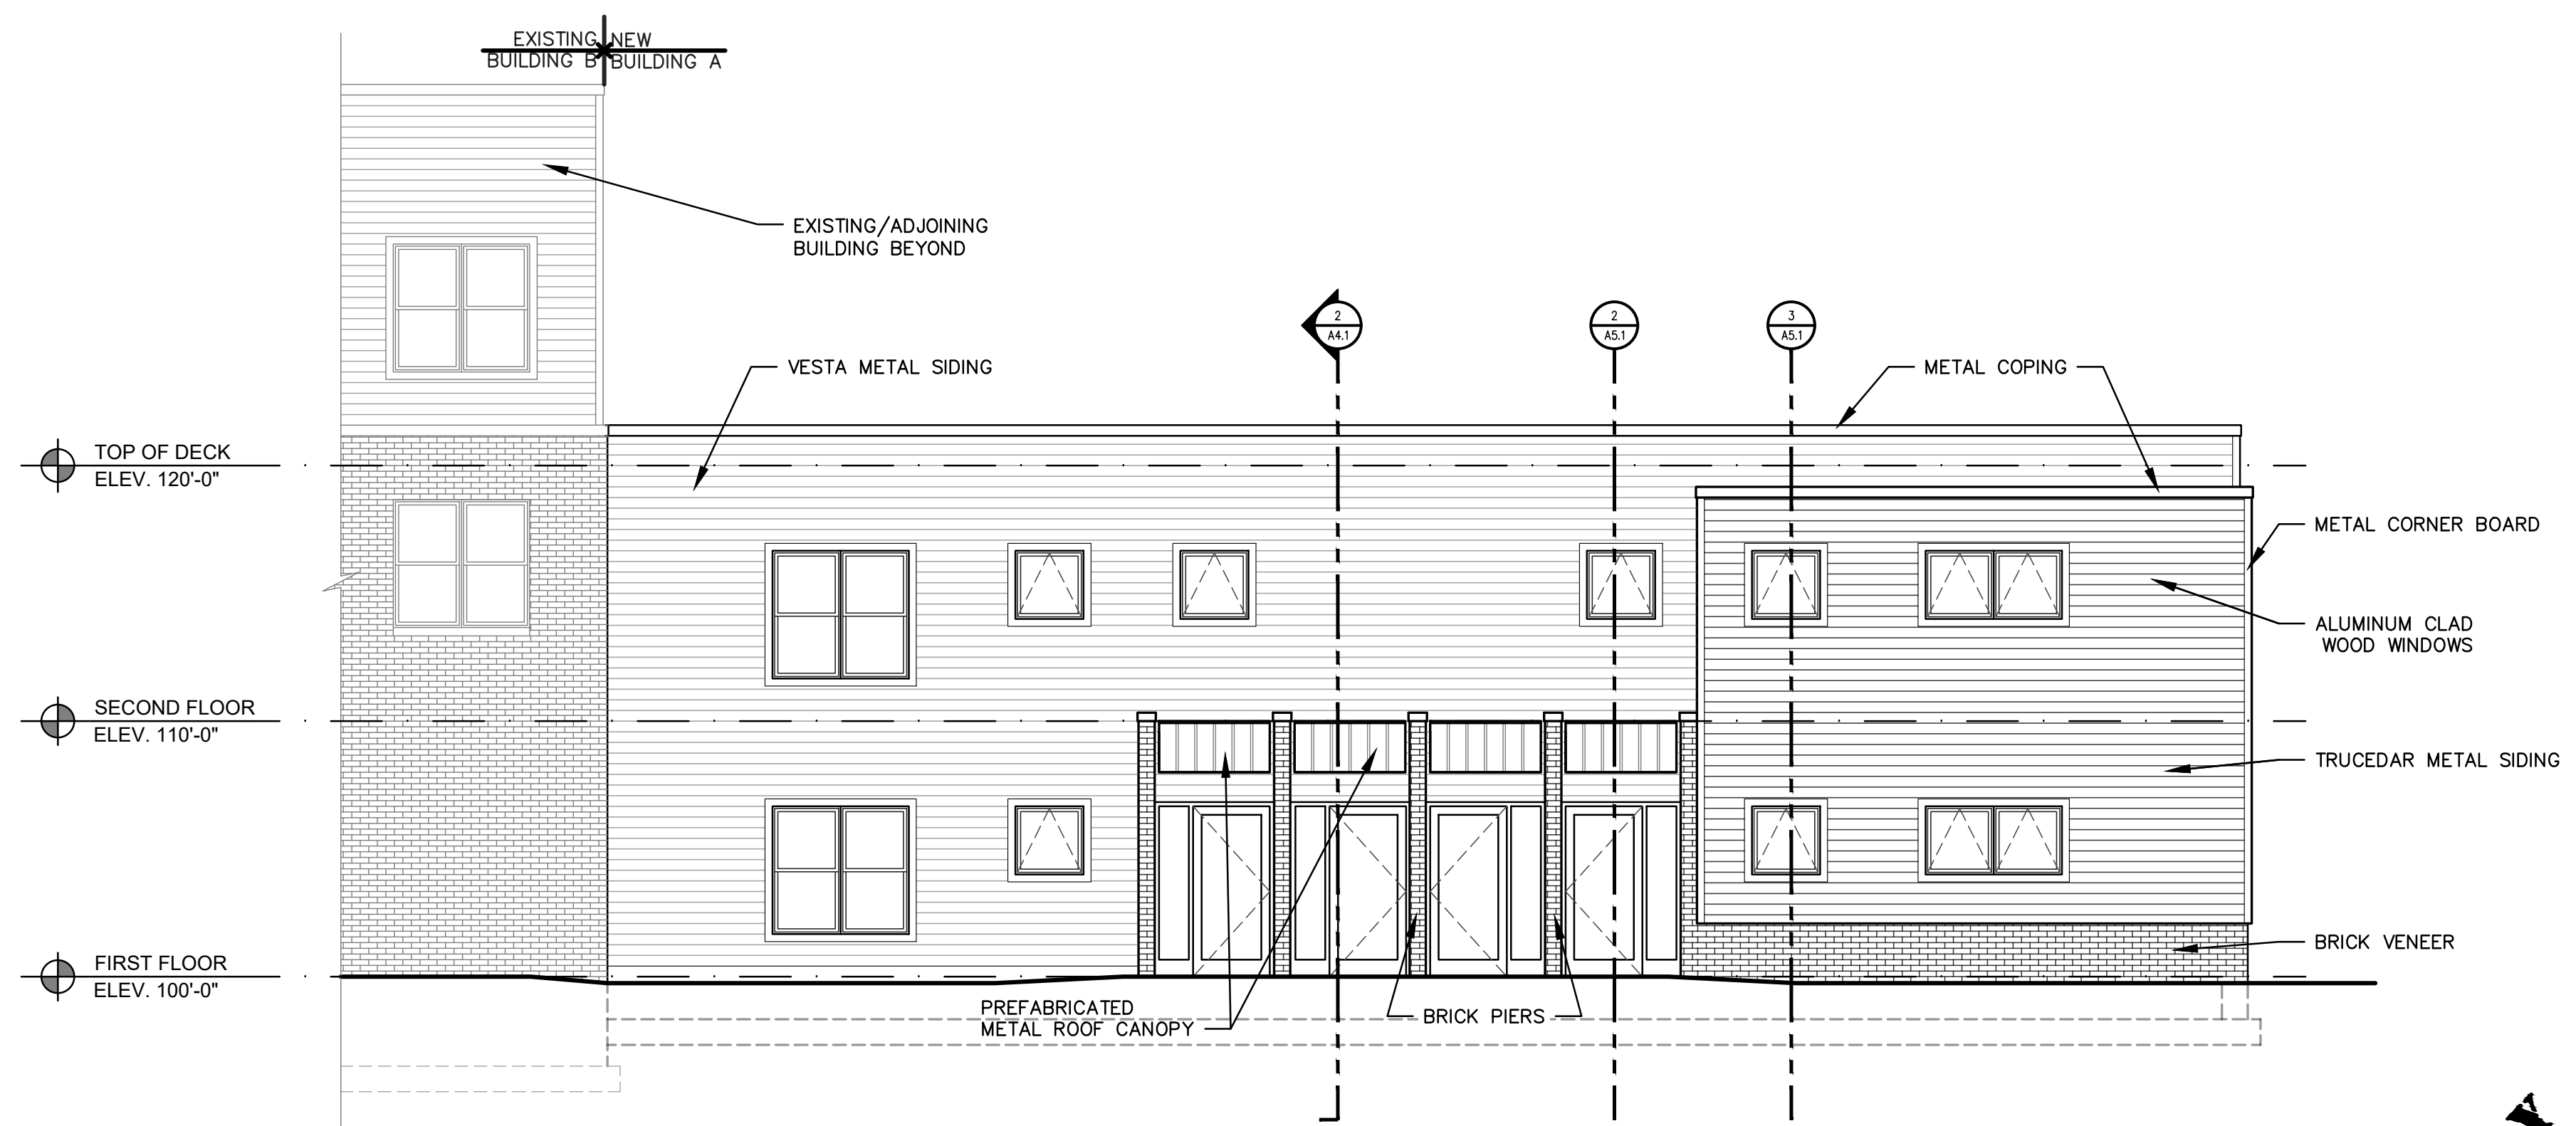 EXISTING NEW
BUILDING B BUILDING A
EXISTING/ADJOINING
BUILDING BEYOND
2
A4.1
2
A5.1
3
A5.1
VESTA METAL SIDING
METAL COPING
TOP OF DECK
ELEV. 120'-0"
METAL CORNER BOARD
ALUMINUM CLAD
WOOD WINDOWS
SECOND FLOOR
ELEV. 110'-0"
TRUCEDAR METAL SIDING
BRICK VENEER
FIRST FLOOR
ELEV. 100'-0"
PREFABRICATED
METAL ROOF CANOPY
BRICK PIERS